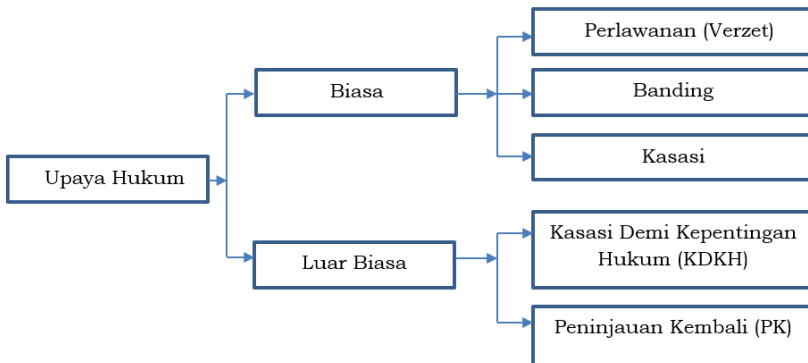 Upaya Hukum
Biasa
Perlawanan (Verzet)
Banding
Kasasi
Luar Biasa
Kasasi Demi Kepentingan
Hukum (KDKH)
Peninjauan Kembali (PK)